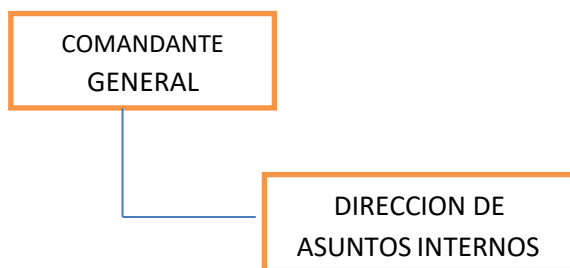 COMANDANTE
GENERAL
DIRECCION DE
ASUNTOS INTERNOS